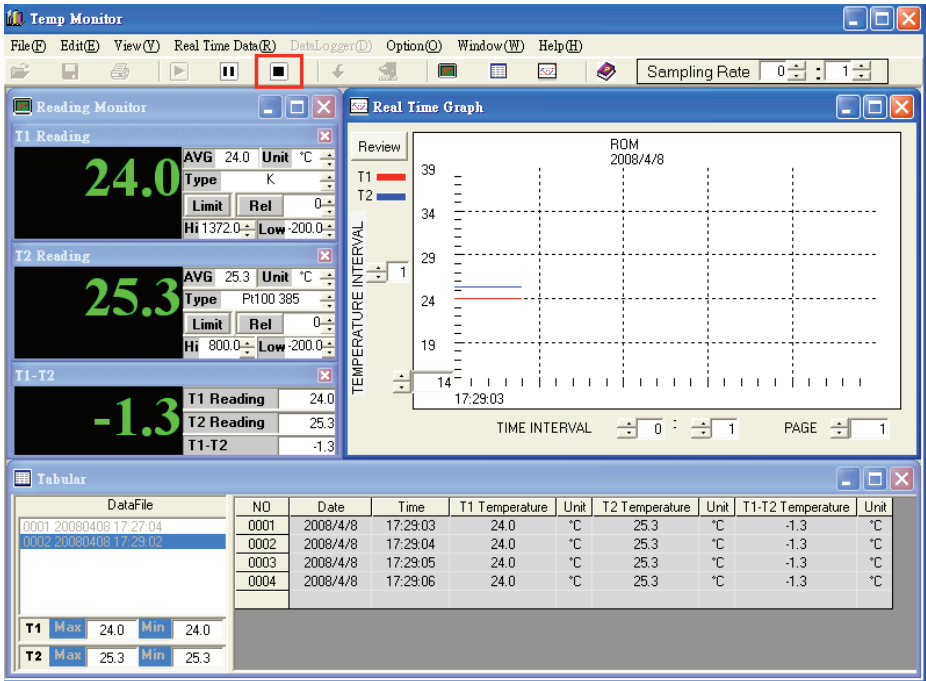 Temp Monitor
File(F) Edit(E) View(V) Real Time Data(R) DataLogger(D) Option(O) Window(W) Help(H)
Sampling Rate 0 : 1
Reading Monitor
T1 Reading
24.0
AVG 24.0 Unit °C
Type K
Limit Rel 0
Hi 1372.0 Low -200.0
T2 Reading
25.3
AVG 25.3 Unit °C
Type Pt100 385
Limit Rel 0
Hi 800.0 Low -200.0
T1-T2
-1.3
T1 Reading 24.0
T2 Reading 25.3
T1-T2 -1.3
Real Time Graph
Review
T1
T2
ROM
2008/4/8
TEMPERATURE INTERVAL
1
39
34
29
24
19
14
17:29:03
TIME INTERVAL 0 : 1 PAGE 1
Tabular
DataFile
0001 20080408 17:27:04
0002 20080408 17:29:02
T1 Max 24.0 Min 24.0
T2 Max 25.3 Min 25.3
NO Date Time T1 Temperature Unit T2 Temperature Unit T1-T2 Temperature Unit
0001 2008/4/8 17:29:03 24.0 °C 25.3 °C -1.3 °C
0002 2008/4/8 17:29:04 24.0 °C 25.3 °C -1.3 °C
0003 2008/4/8 17:29:05 24.0 °C 25.3 °C -1.3 °C
0004 2008/4/8 17:29:06 24.0 °C 25.3 °C -1.3 °C